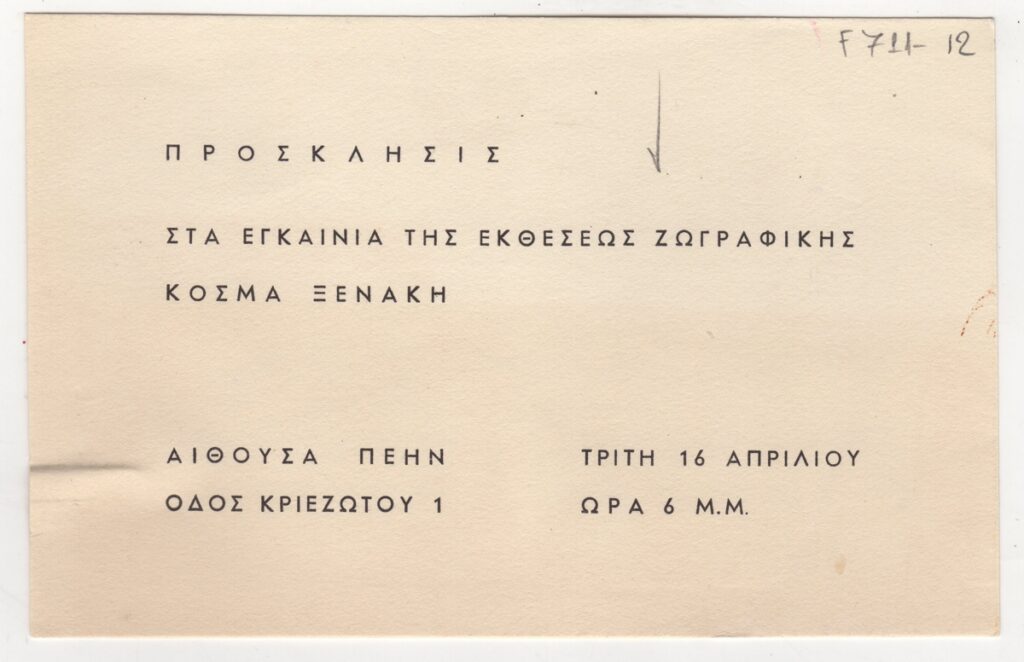 F 711-12
ΠΡΟΣΚΛΗΣΙΣ
ΣΤΑ ΕΓΚΑΙΝΙΑ ΤΗΣ ΕΚΘΕΣΕΩΣ ΖΩΓΡΑΦΙΚΗΣ
ΚΟΣΜΑ ΞΕΝΑΚΗ
ΑΙΘΟΥΣΑ ΠΕΗΝ
ΟΔΟΣ ΚΡΙΕΖΩΤΟΥ 1
ΤΡΙΤΗ 16 ΑΠΡΙΛΙΟΥ
ΩΡΑ 6 Μ.Μ.